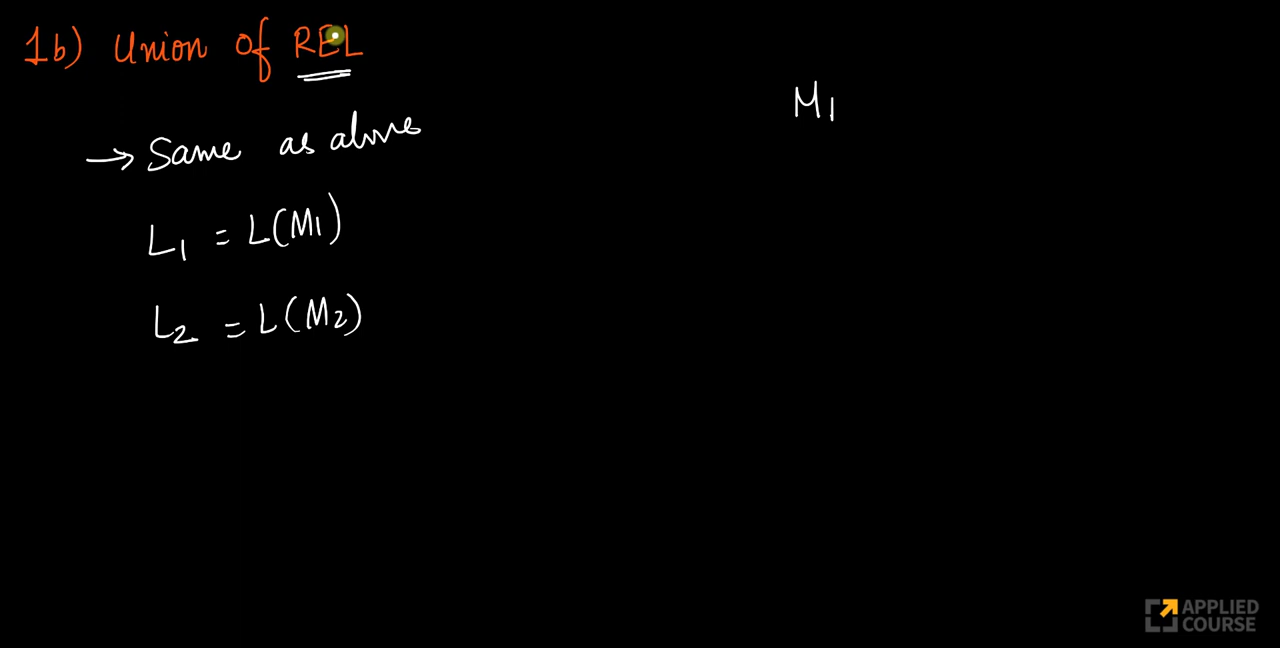 1b) Union of REL
→ Same as above
L1 = L(M1)
L2 = L(M2)
M1
APPLIED
COURSE